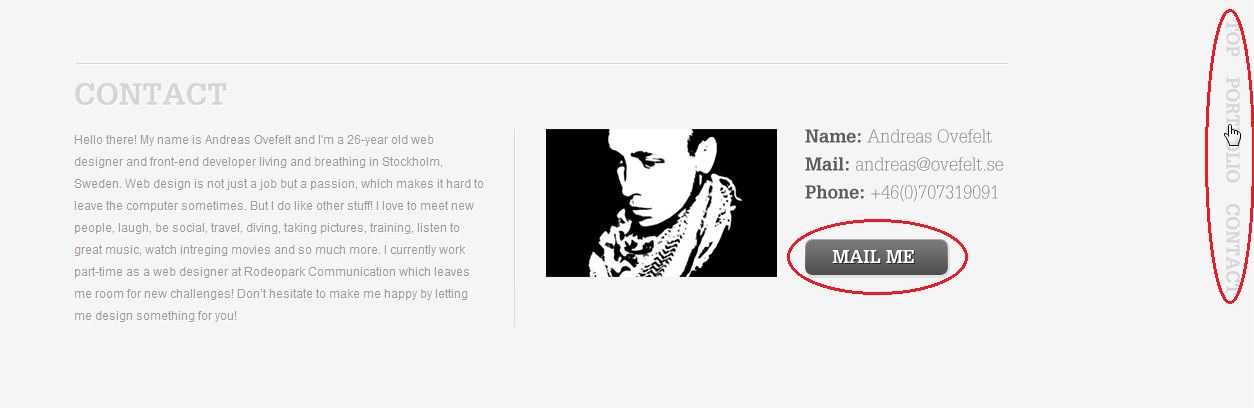 CONTACT
Hello there! My name is Andreas Ovefelt and I'm a 26-year old web
designer and front-end developer living and breathing in Stockholm,
Sweden. Web design is not just a job but a passion, which makes it hard to
leave the computer sometimes. But I do like other stuff! I love to meet new
people, laugh, be social, travel, diving, taking pictures, training, listen to
great music, watch intreging movies and so much more. I currently work
part-time as a web designer at Rodeopark Communication which leaves
me room for new challenges! Don't hesitate to make me happy by letting
me design something for you!
Name: Andreas Ovefelt
Mail: andreas@ovefelt.se
Phone: +46(0)707319091
MAIL ME
TOP
PORTFOLIO
CONTACT